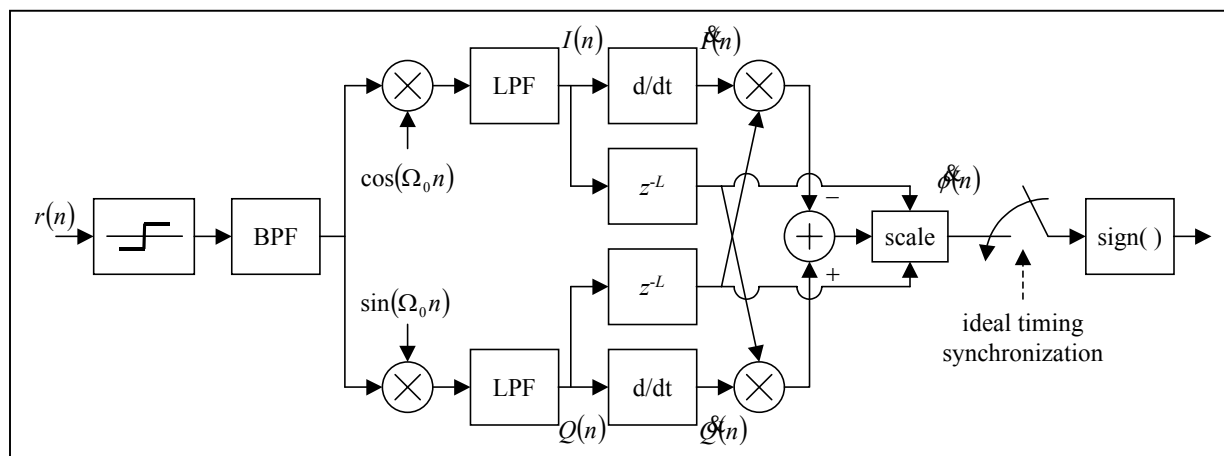 I(n)
İ(n)
LPF
d/dt
cos(Ω₀n)
z⁻ᴸ
φ̇(n)
r(n)
BPF
−
+
scale
sign( )
+
sin(Ω₀n)
z⁻ᴸ
ideal timing
synchronization
LPF
d/dt
Q(n)
Q̇(n)